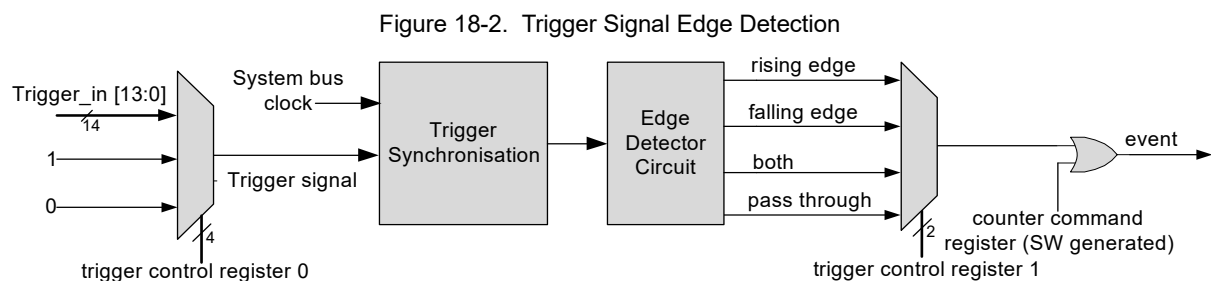 Figure 18-2. Trigger Signal Edge Detection
Trigger_in [13:0]
14
1
0
4
trigger control register 0
Trigger signal
System bus
clock
Trigger
Synchronisation
Edge
Detector
Circuit
rising edge
falling edge
both
pass through
2
trigger control register 1
counter command
register (SW generated)
event